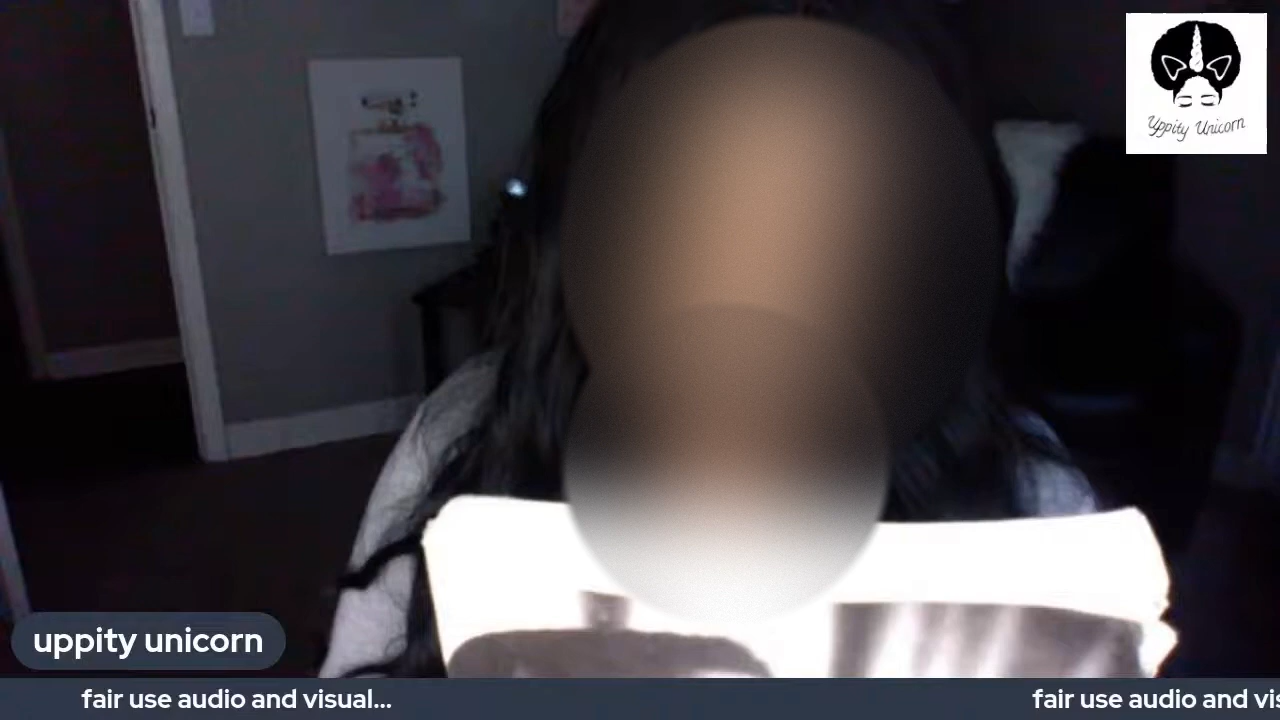 Uppity Unicorn
uppity unicorn
fair use audio and visual...
fair use audio and vis